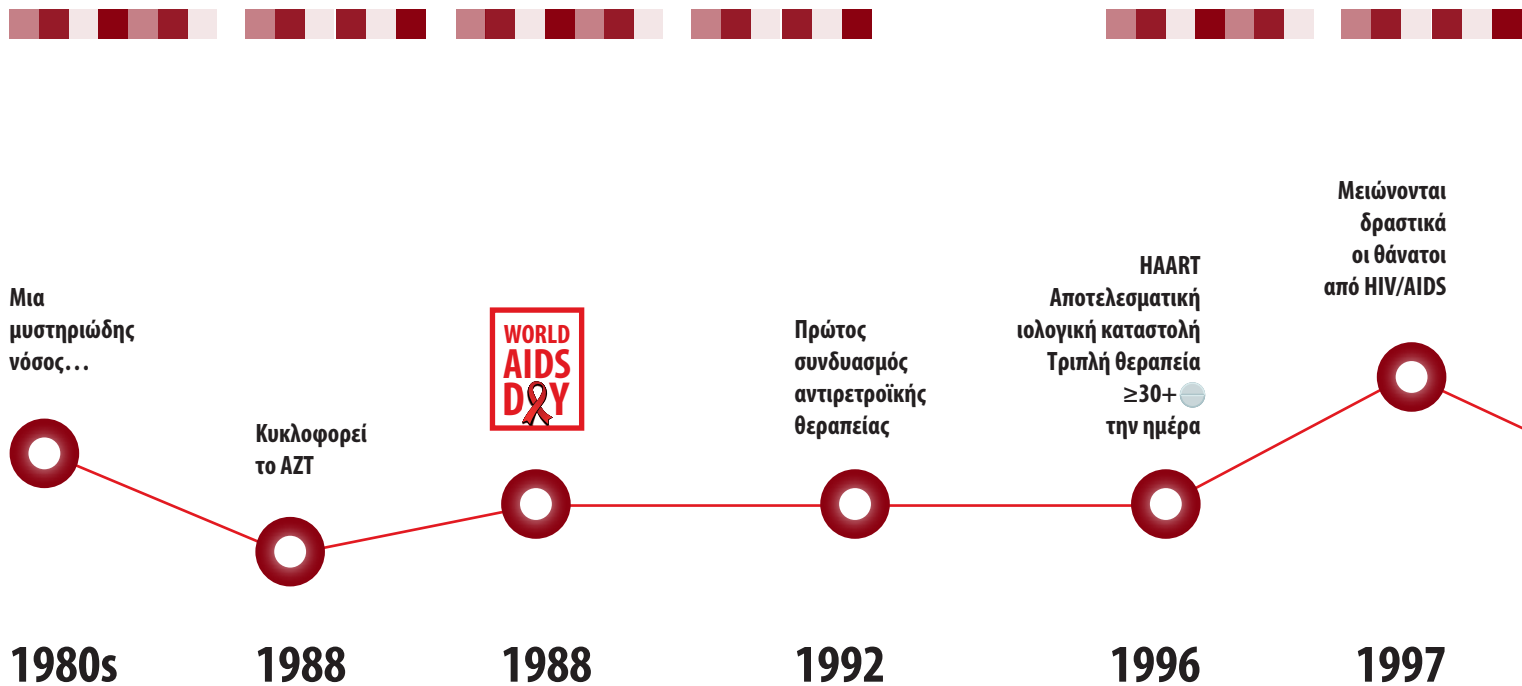 Μια
μυστηριώδης
νόσος…
1980s
Κυκλοφορεί
το AZT
1988
WORLD
AIDS
DAY
1988
Πρώτος
συνδυασμός
αντιρετροϊκής
θεραπείας
1992
HAART
Αποτελεσματική
ιολογική καταστολή
Τριπλή θεραπεία
≥30+
την ημέρα
1996
Μειώνονται
δραστικά
οι θάνατοι
από HIV/AIDS
1997